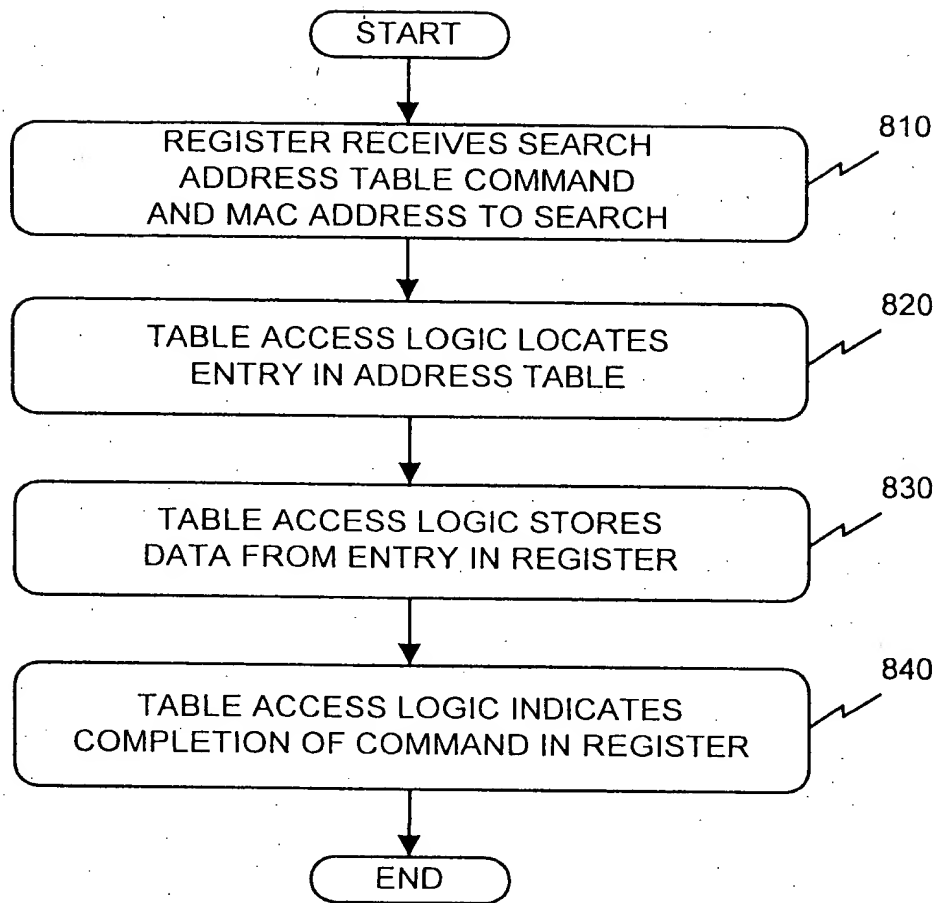 START
REGISTER RECEIVES SEARCH
ADDRESS TABLE COMMAND
AND MAC ADDRESS TO SEARCH
810
TABLE ACCESS LOGIC LOCATES
ENTRY IN ADDRESS TABLE
820
TABLE ACCESS LOGIC STORES
DATA FROM ENTRY IN REGISTER
830
TABLE ACCESS LOGIC INDICATES
COMPLETION OF COMMAND IN REGISTER
840
END